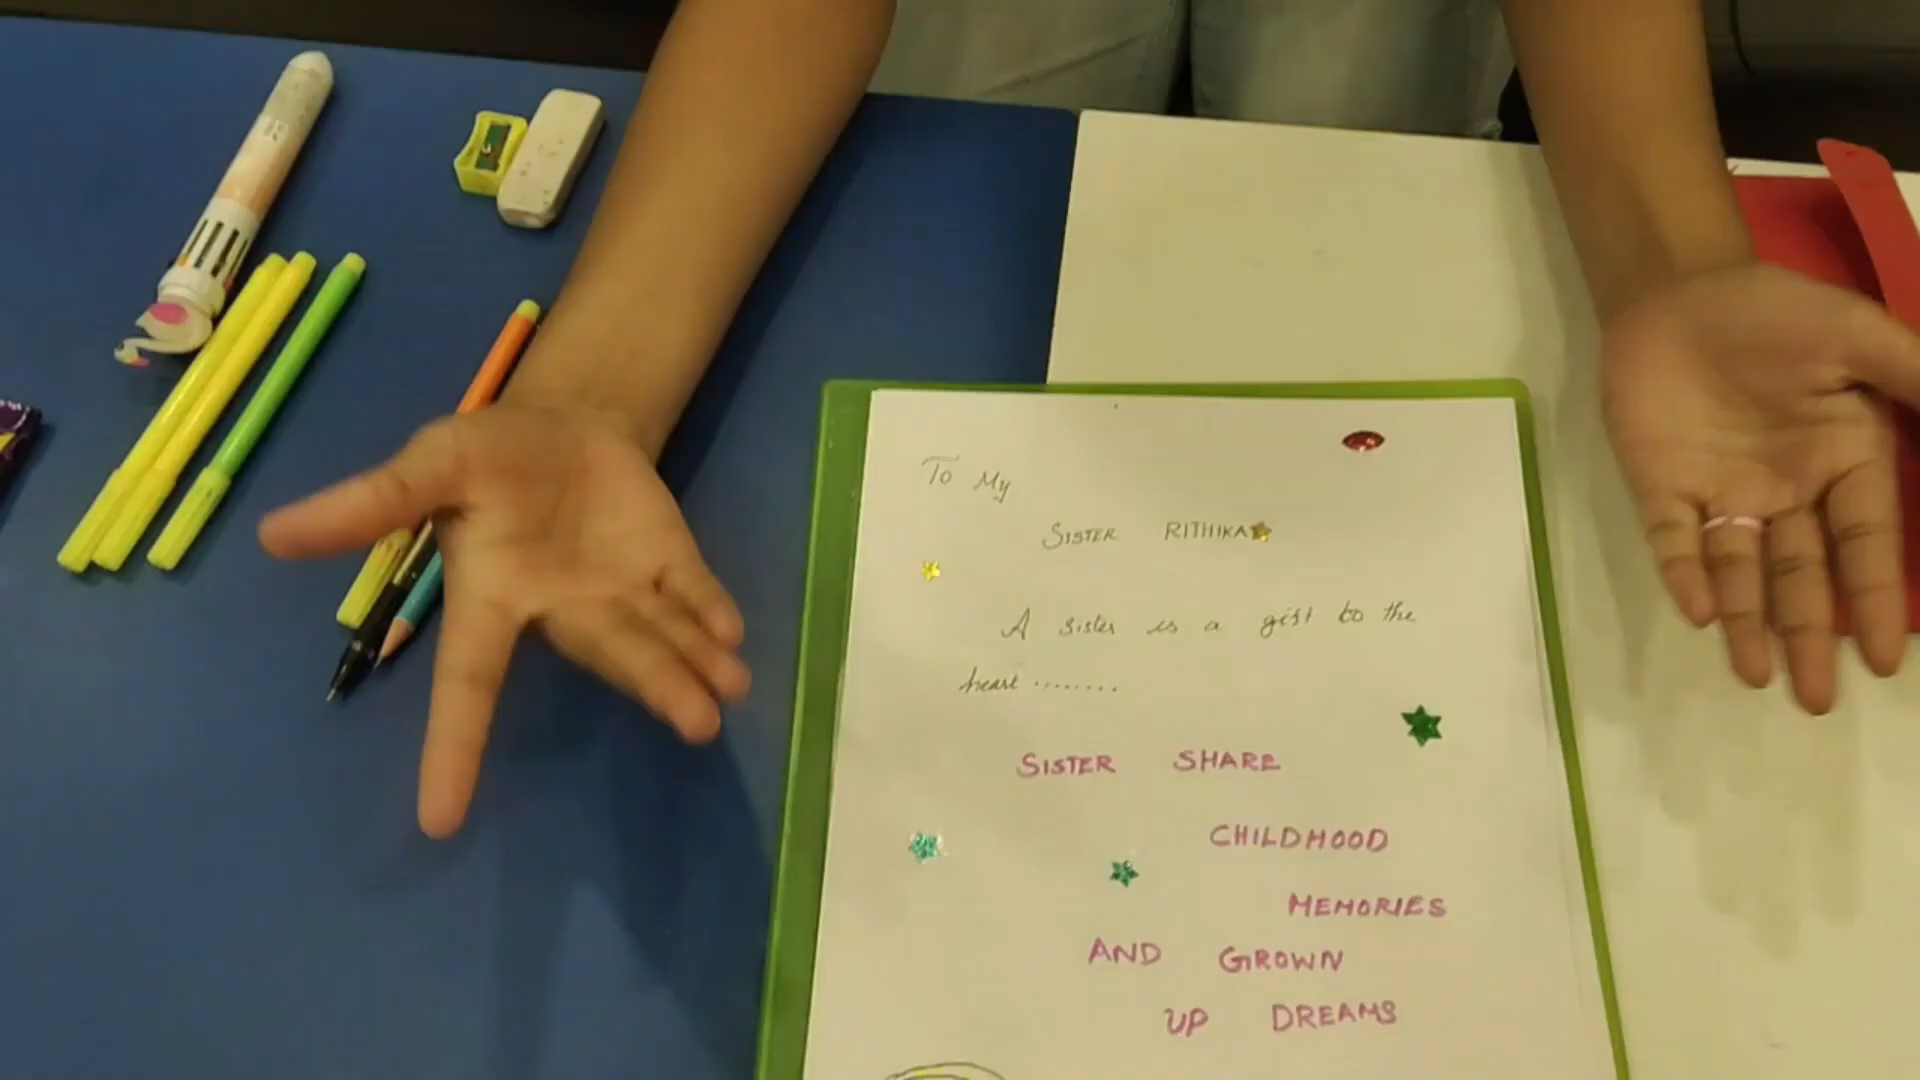 To My
SISTER RITHIKA
A sister is a gift to the
heart ........
SISTER SHARE
CHILDHOOD
MEMORIES
AND GROWN
UP DREAMS